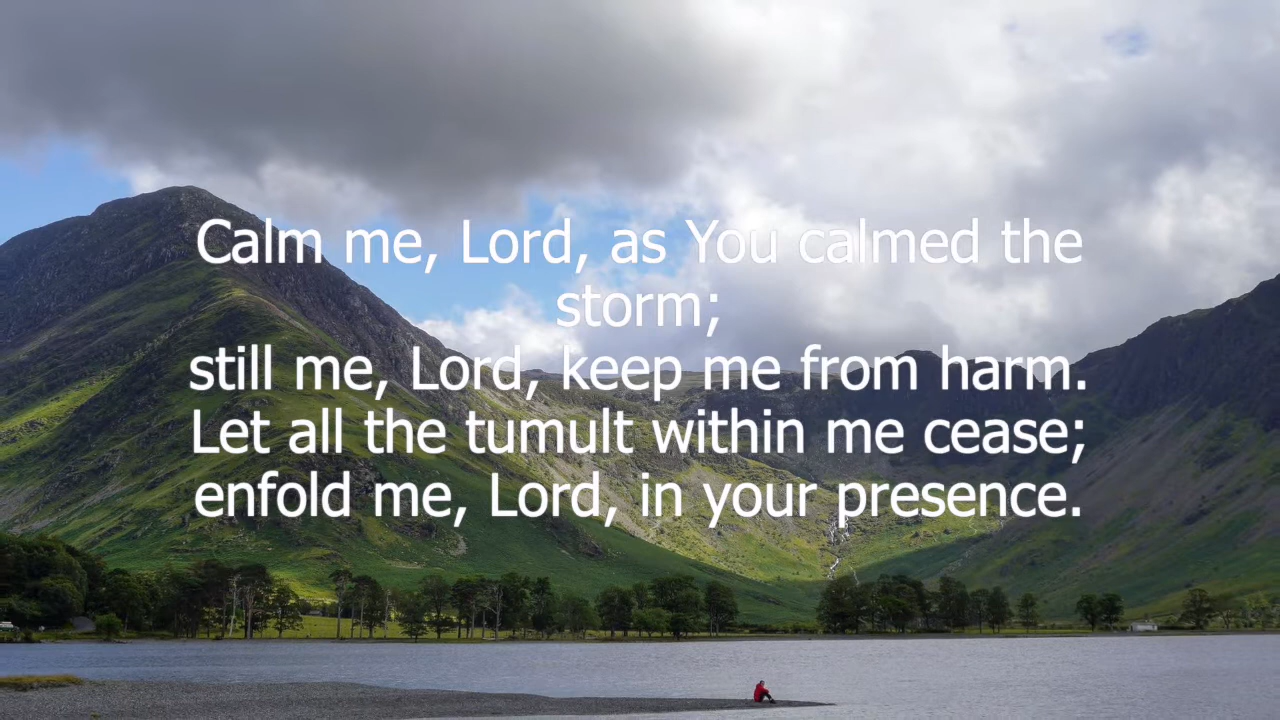 Calm me, Lord, as You calmed the
storm;
still me, Lord, keep me from harm.
Let all the tumult within me cease;
enfold me, Lord, in your presence.